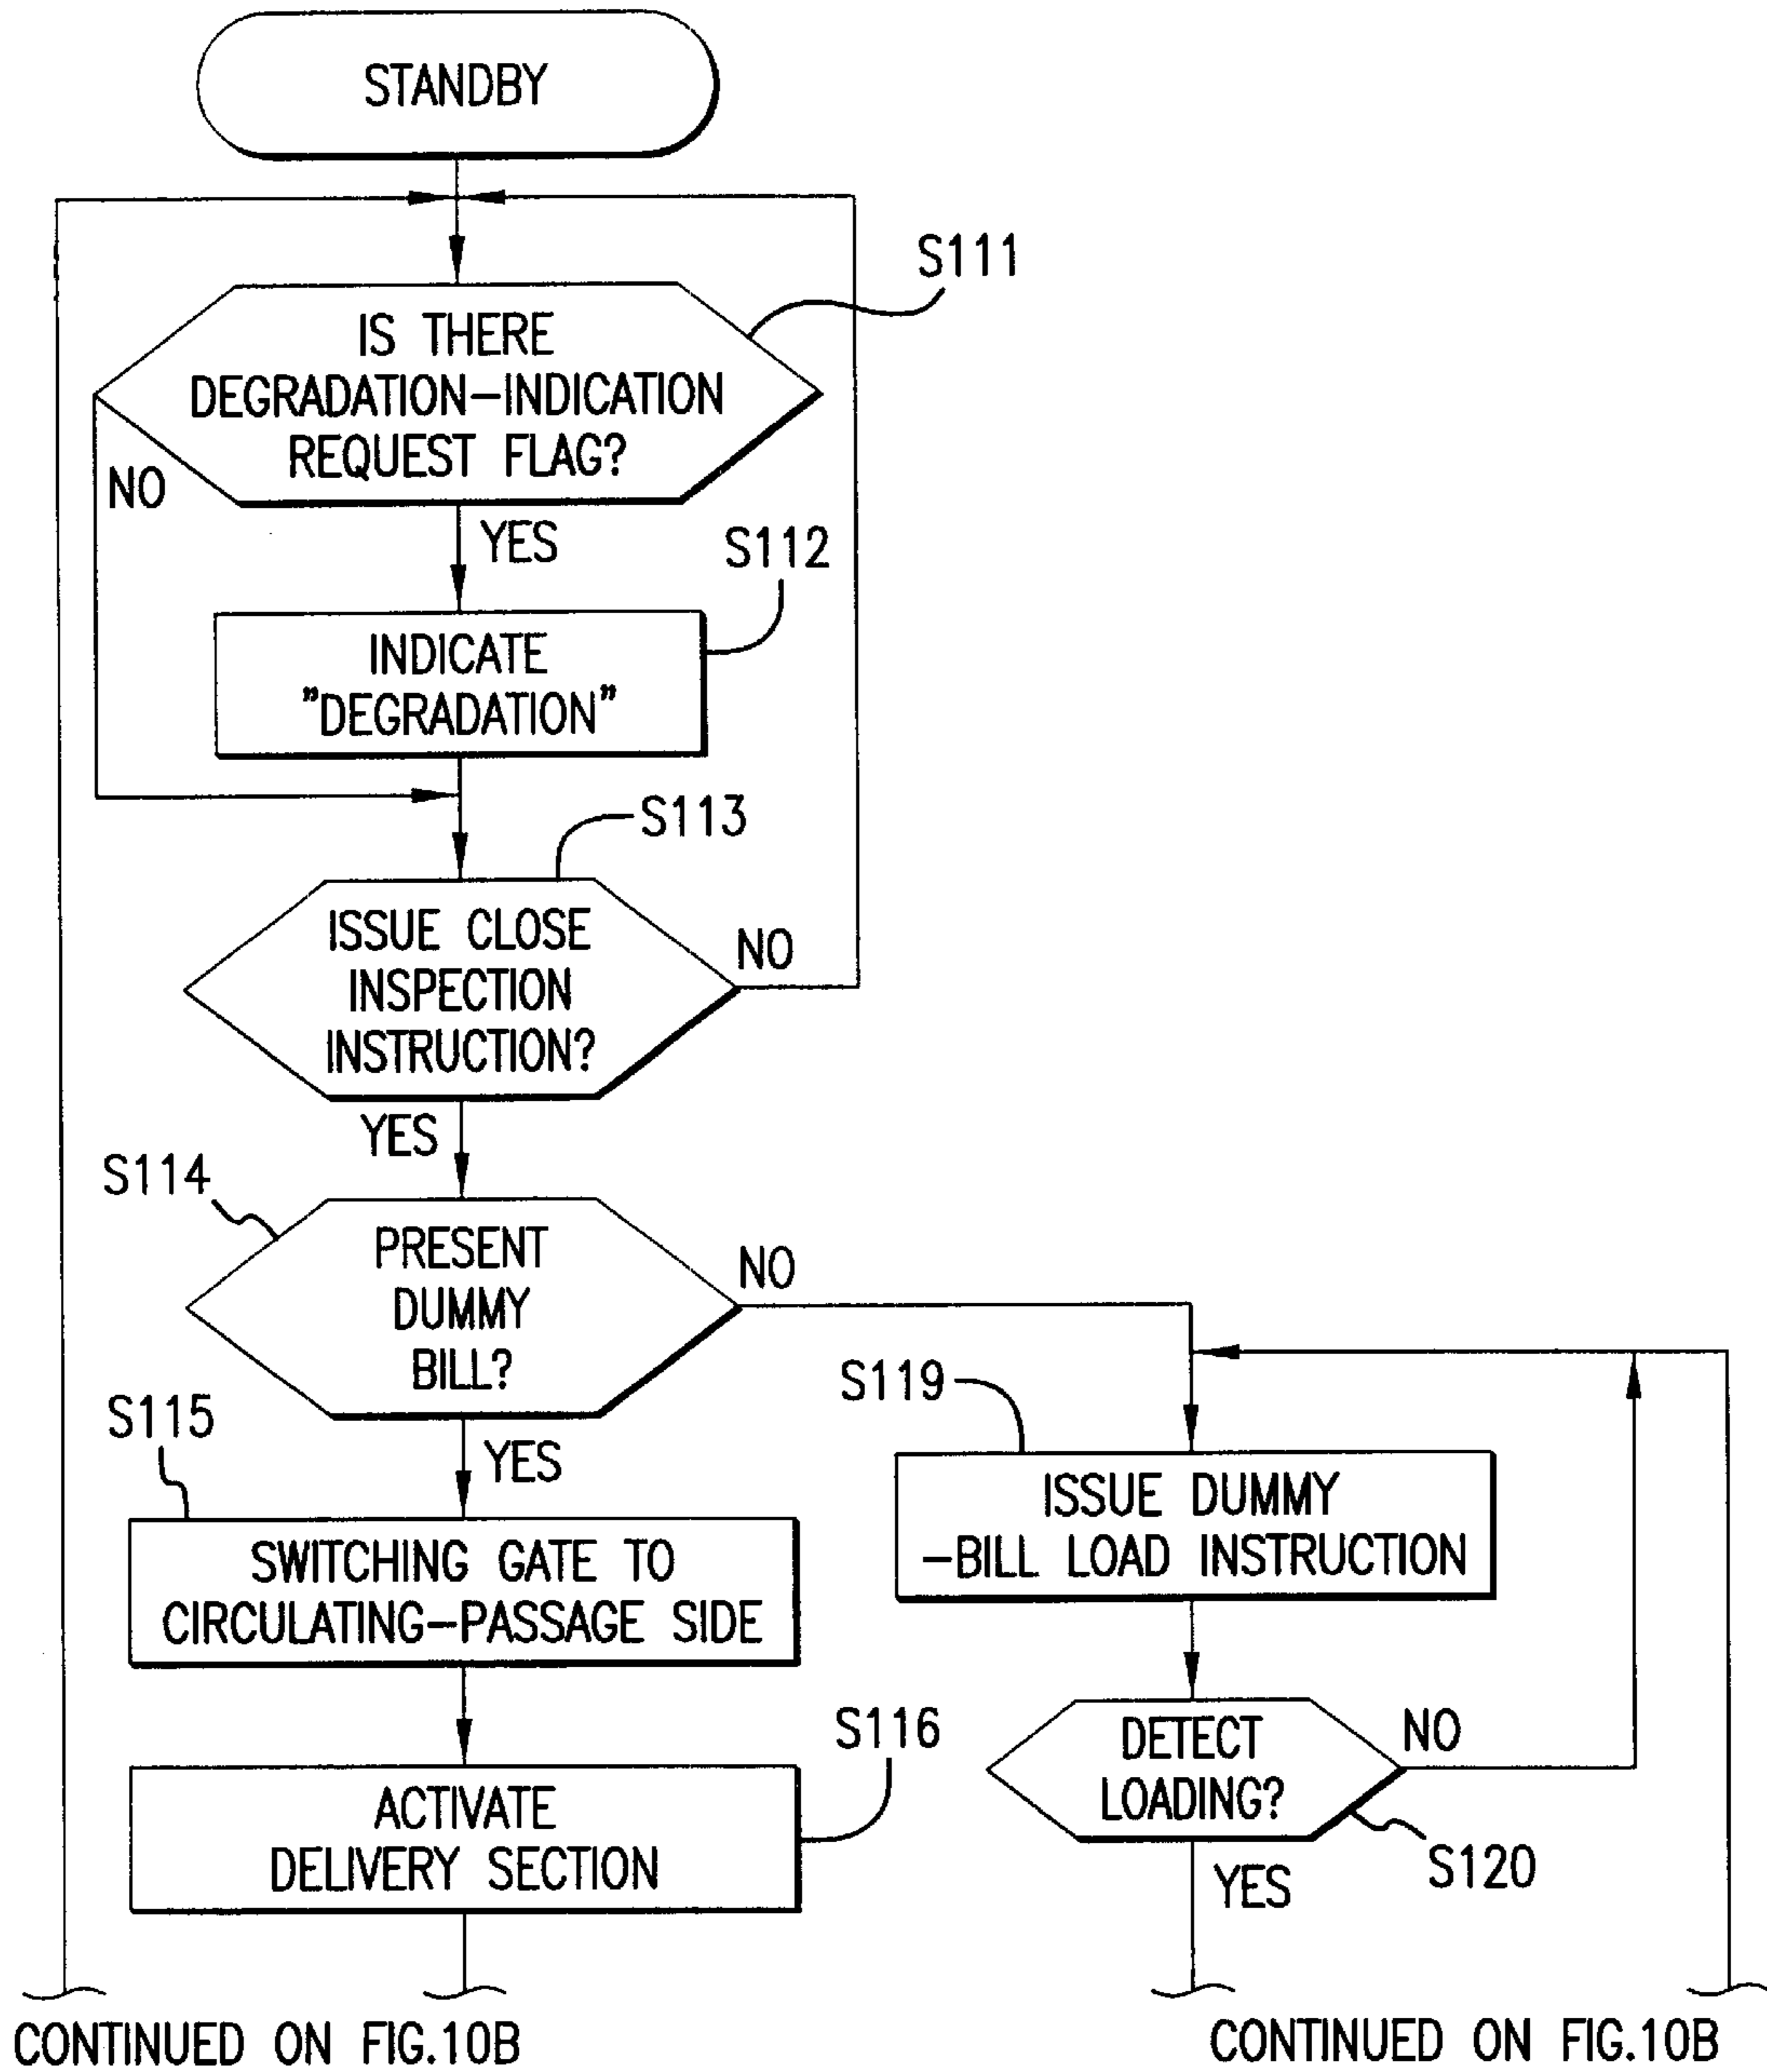 STANDBY
S111
IS THERE
DEGRADATION-INDICATION
REQUEST FLAG?
NO
YES
S112
INDICATE
"DEGRADATION"
S113
ISSUE CLOSE
INSPECTION
INSTRUCTION?
NO
YES
S114
PRESENT
DUMMY
BILL?
NO
YES
S115
SWITCHING GATE TO
CIRCULATING-PASSAGE SIDE
S116
ACTIVATE
DELIVERY SECTION
S119
ISSUE DUMMY
-BILL LOAD INSTRUCTION
DETECT
LOADING?
NO
S120
YES
CONTINUED ON FIG.10B
CONTINUED ON FIG.10B